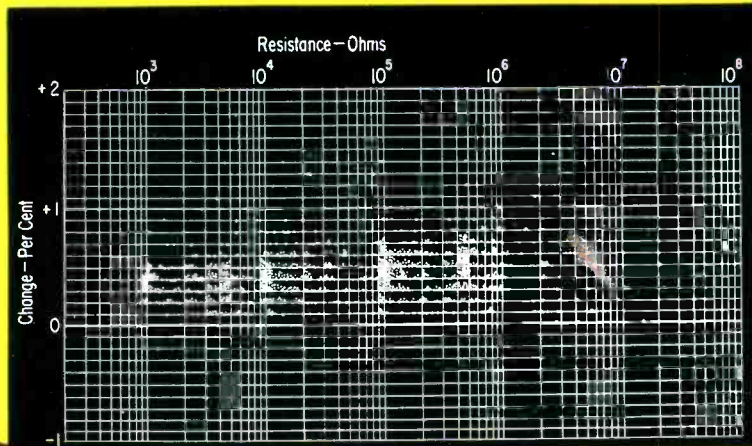 Resistance-Ohms
10³ 10⁴ 10⁵ 10⁶ 10⁷ 10⁸
+2
+1
Change-Per Cent
0
-1